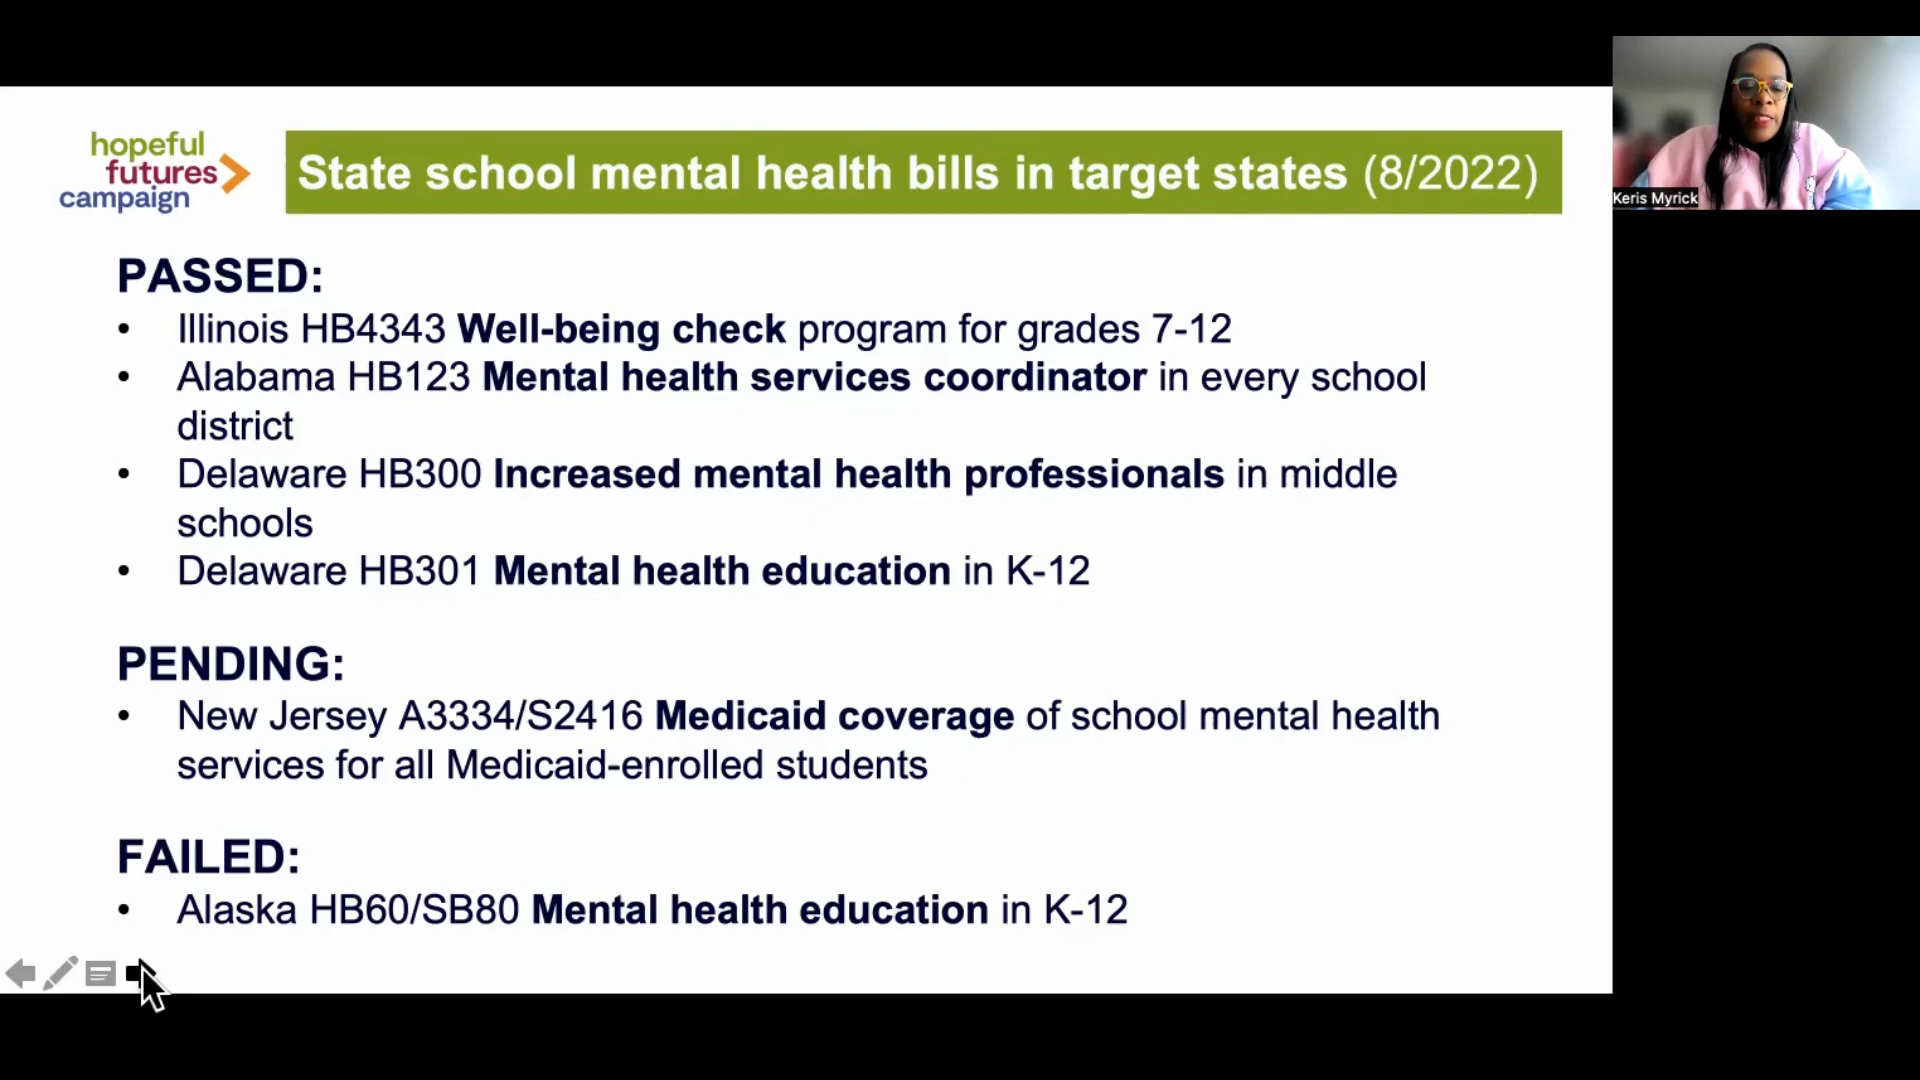 hopeful
futures
campaign
State school mental health bills in target states (8/2022)
Keris Myrick
PASSED:
• Illinois HB4343 Well-being check program for grades 7-12
• Alabama HB123 Mental health services coordinator in every school
district
• Delaware HB300 Increased mental health professionals in middle
schools
• Delaware HB301 Mental health education in K-12
PENDING:
• New Jersey A3334/S2416 Medicaid coverage of school mental health
services for all Medicaid-enrolled students
FAILED:
• Alaska HB60/SB80 Mental health education in K-12